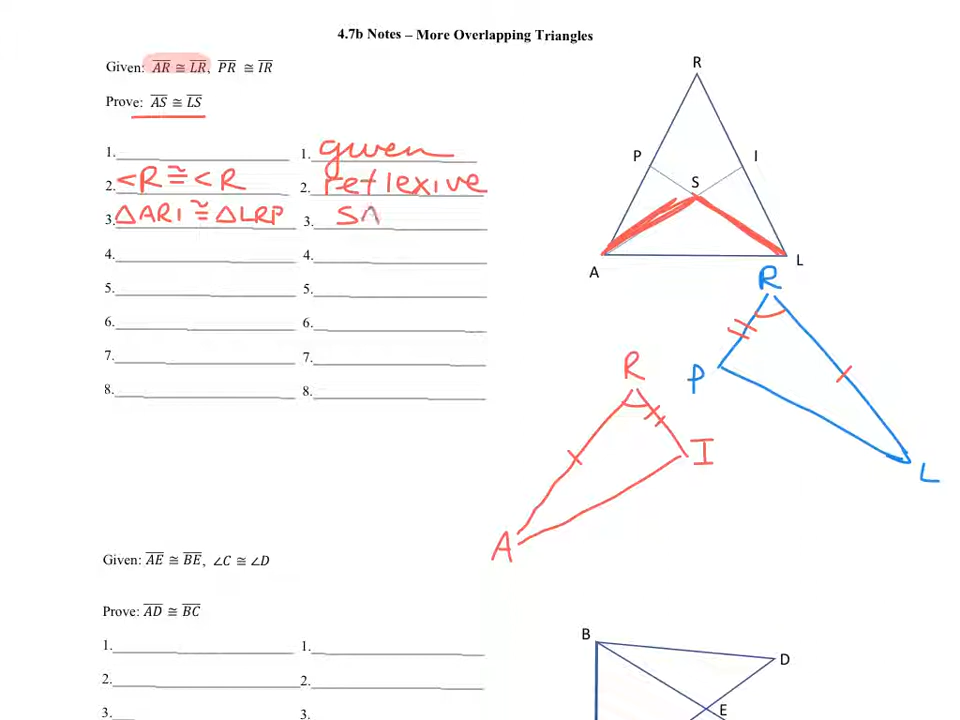 4.7b Notes – More Overlapping Triangles
Given: AR ≅ LR, PR ≅ IR
Prove: AS ≅ LS
1. 1. given
2. <R ≅ <R 2. reflexive
3. △ARI ≅ △LRP 3. SA
4. 4.
5. 5.
6. 6.
7. 7.
8. 8.
R
P I
S
A L
R
P
L
R
I
A
Given: AE ≅ BE, ∠C ≅ ∠D
Prove: AD ≅ BC
1. 1.
2. 2.
3. 3.
B
D
E